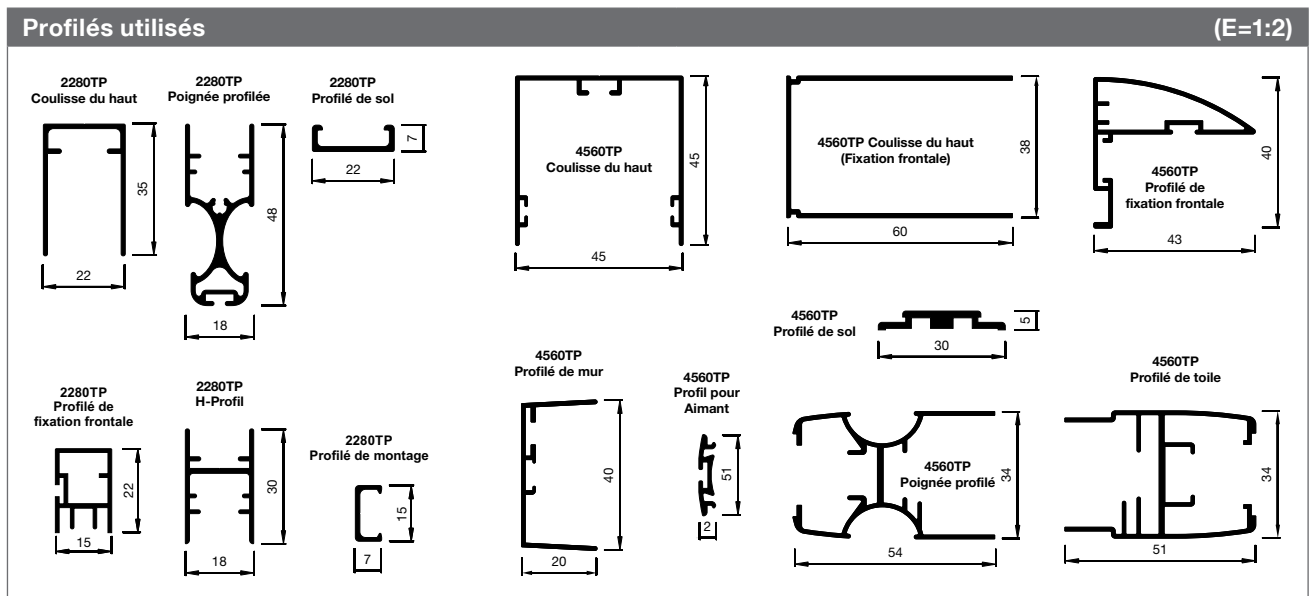 Profilés utilisés (E=1:2)
2280TP
Coulisse du haut
35
22
2280TP
Poignée profilée
48
18
2280TP
Profilé de sol
7
22
4560TP
Coulisse du haut
45
45
4560TP Coulisse du haut
(Fixation frontale)
38
60
4560TP
Profilé de
fixation frontale
40
43
4560TP
Profilé de sol
5
30
2280TP
Profilé de
fixation frontale
22
15
2280TP
H-Profil
30
18
2280TP
Profilé de montage
15
7
4560TP
Profilé de mur
40
20
4560TP
Profil pour
Aimant
51
2
4560TP
Poignée profilé
34
54
4560TP
Profilé de toile
34
51